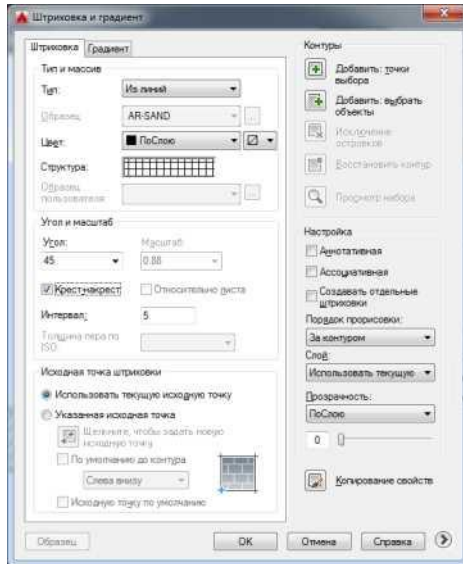 Штриховка и градиент
Штриховка
Градиент
Тип и массив
Тип:
Из линий
Образец:
AR-SAND
...
Цвет:
ПоСлою
Структура:
Образец
пользователя:
...
Угол и масштаб
Угол:
Масштаб:
45
0.88
Крест-накрест
Относительно листа
Интервал:
5
Толщина пера по
ISO:
Исходная точка штриховки
Использовать текущую исходную точку
Указанная исходная точка
Щелкните, чтобы задать новую
исходную точку
По умолчанию до контура
Слева внизу
Исходную точку по умолчанию
Контуры
Добавить: точки
выбора
Добавить: выбрать
объекты
Исключение
островков
Восстановить контур
Просмотр набора
Настройка
Аннотативная
Ассоциативная
Создавать отдельные
штриховки
Порядок прорисовки:
За контуром
Слой:
Использовать текущую
Прозрачность:
ПоСлою
0
Копирование свойств
Образец
OK
Отмена
Справка